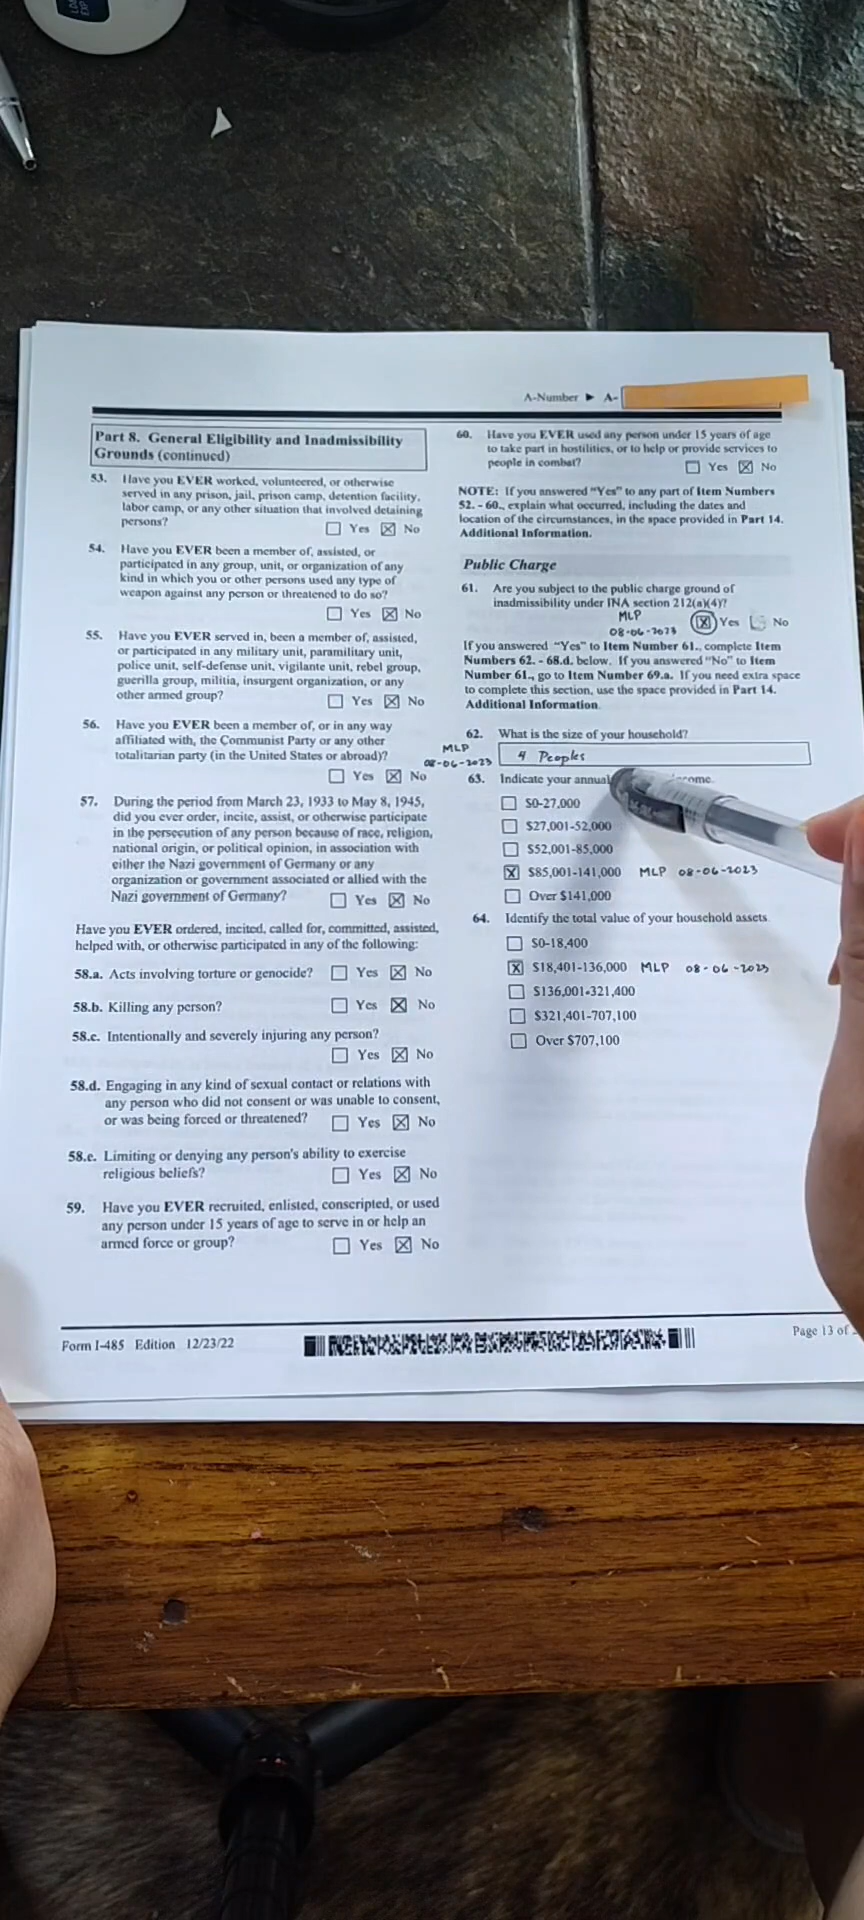 A-Number ► A-
Part 8. General Eligibility and Inadmissibility
Grounds (continued)
53. Have you EVER worked, volunteered, or otherwise
served in any prison, jail, prison camp, detention facility,
labor camp, or any other situation that involved detaining
persons?
Yes No
54. Have you EVER been a member of, assisted, or
participated in any group, unit, or organization of any
kind in which you or other persons used any type of
weapon against any person or threatened to do so?
Yes No
55. Have you EVER served in, been a member of, assisted,
or participated in any military unit, paramilitary unit,
police unit, self-defense unit, vigilante unit, rebel group,
guerilla group, militia, insurgent organization, or any
other armed group?
Yes No
56. Have you EVER been a member of, or in any way
affiliated with, the Communist Party or any other
totalitarian party (in the United States or abroad)?
Yes No
57. During the period from March 23, 1933 to May 8, 1945,
did you ever order, incite, assist, or otherwise participate
in the persecution of any person because of race, religion,
national origin, or political opinion, in association with
either the Nazi government of Germany or any
organization or government associated or allied with the
Nazi government of Germany?
Yes No
Have you EVER ordered, incited, called for, committed, assisted,
helped with, or otherwise participated in any of the following:
58.a. Acts involving torture or genocide? Yes No
58.b. Killing any person? Yes No
58.c. Intentionally and severely injuring any person?
Yes No
58.d. Engaging in any kind of sexual contact or relations with
any person who did not consent or was unable to consent,
or was being forced or threatened? Yes No
58.e. Limiting or denying any person's ability to exercise
religious beliefs? Yes No
59. Have you EVER recruited, enlisted, conscripted, or used
any person under 15 years of age to serve in or help an
armed force or group? Yes No
60. Have you EVER used any person under 15 years of age
to take part in hostilities, or to help or provide services to
people in combat?
Yes No
NOTE: If you answered "Yes" to any part of Item Numbers
52. - 60., explain what occurred, including the dates and
location of the circumstances, in the space provided in Part 14.
Additional Information.
Public Charge
61. Are you subject to the public charge ground of
inadmissibility under INA section 212(a)(4)?
MLP
08-06-2023 Yes No
If you answered "Yes" to Item Number 61., complete Item
Numbers 62. - 68.d. below. If you answered "No" to Item
Number 61., go to Item Number 69.a. If you need extra space
to complete this section, use the space provided in Part 14.
Additional Information.
62. What is the size of your household?
MLP
08-06-2023 4 Peoples
63. Indicate your annual
$0-27,000
$27,001-52,000
$52,001-85,000
$85,001-141,000 MLP 08-06-2023
Over $141,000
64. Identify the total value of your household assets.
$0-18,400
$18,401-136,000 MLP 08-06-2023
$136,001-321,400
$321,401-707,100
Over $707,100
Form I-485 Edition 12/23/22
Page 13 of